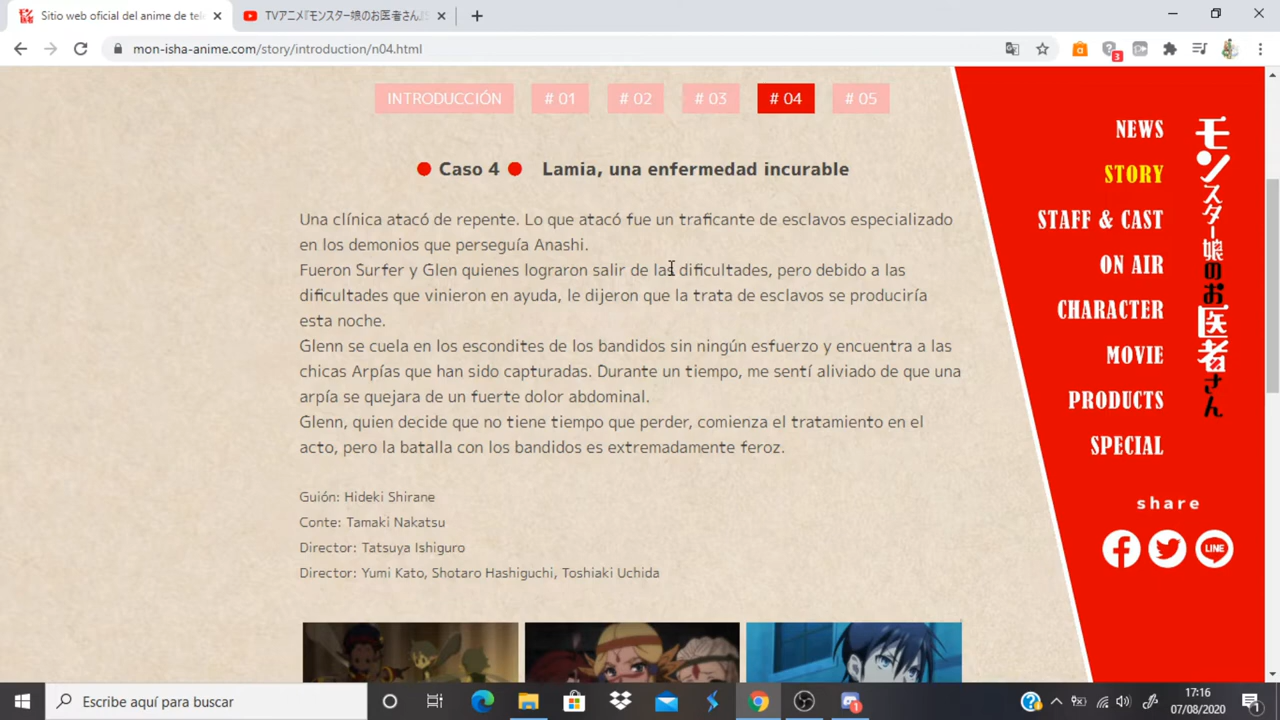 Sitio web oficial del anime de tele
TVアニメ『モンスター娘のお医者さん』
mon-isha-anime.com/story/introduction/n04.html
3
INTRODUCCIÓN # 01 # 02 # 03 # 04 # 05
Caso 4 Lamia, una enfermedad incurable
Una clínica atacó de repente. Lo que atacó fue un traficante de esclavos especializado
en los demonios que perseguía Anashi.
Fueron Surfer y Glen quienes lograron salir de las dificultades, pero debido a las
dificultades que vinieron en ayuda, le dijeron que la trata de esclavos se produciría
esta noche.
Glenn se cuela en los escondites de los bandidos sin ningún esfuerzo y encuentra a las
chicas Arpías que han sido capturadas. Durante un tiempo, me sentí aliviado de que una
arpía se quejara de un fuerte dolor abdominal.
Glenn, quien decide que no tiene tiempo que perder, comienza el tratamiento en el
acto, pero la batalla con los bandidos es extremadamente feroz.
Guión: Hideki Shirane
Conte: Tamaki Nakatsu
Director: Tatsuya Ishiguro
Director: Yumi Kato, Shotaro Hashiguchi, Toshiaki Uchida
NEWS
STORY
STAFF & CAST
ON AIR
CHARACTER
MOVIE
PRODUCTS
SPECIAL
モンスター娘のお医者さん
share
LINE
Escribe aquí para buscar
1
17:16
07/08/2020
1